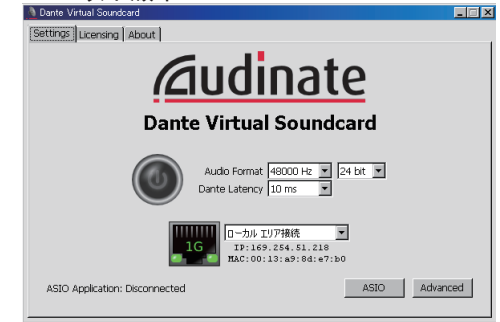 Dante Virtual Soundcard
Settings Licensing About
Audinate
Dante Virtual Soundcard
Audio Format 48000 Hz 24 bit
Dante Latency 10 ms
ローカル エリア接続
1G IP:169.254.51.218
MAC:00:13:a9:8d:e7:b0
ASIO Application: Disconnected ASIO Advanced